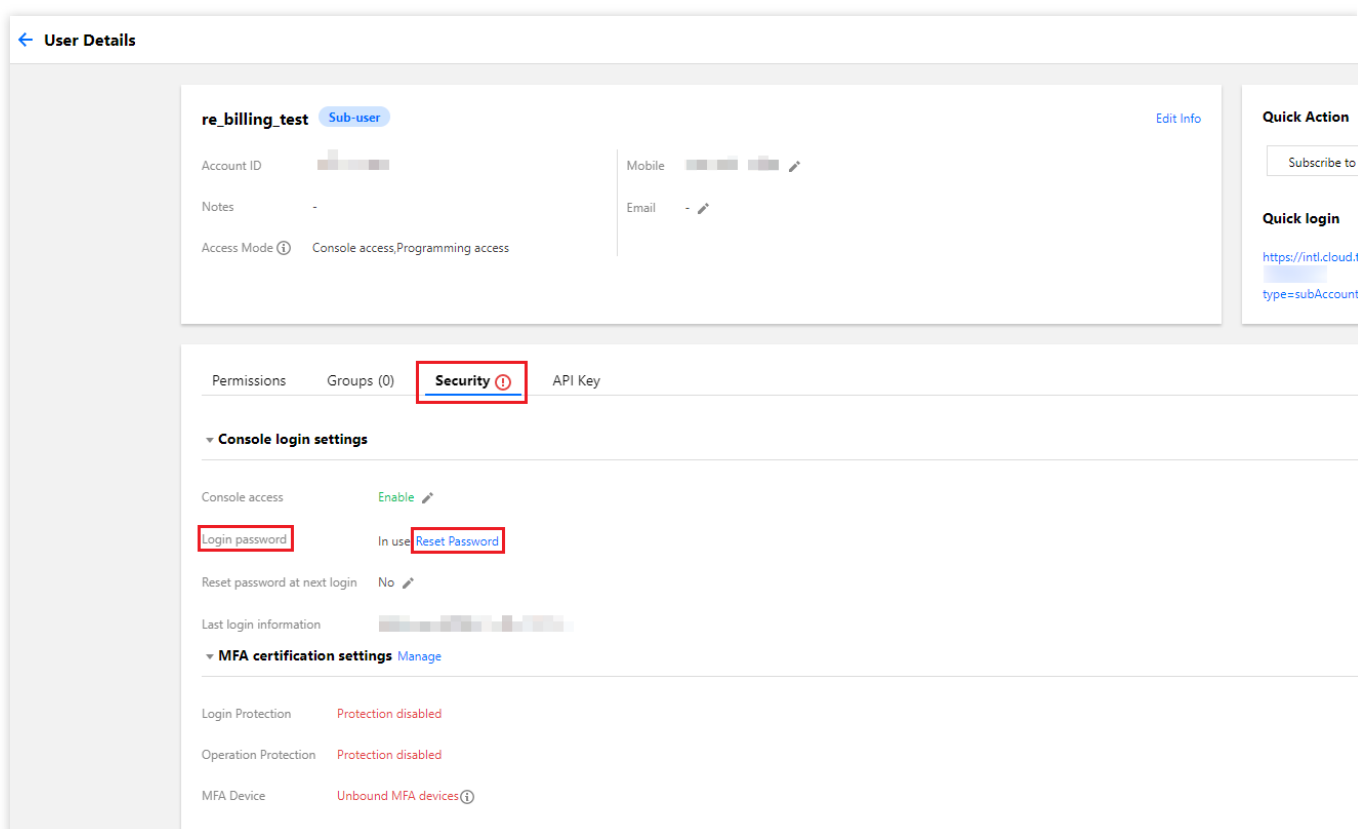 User Details
re_billing_test Sub-user Edit Info
Account ID
Mobile
Notes -
Email -
Access Mode Console access,Programming access
Quick Action
Subscribe to
Quick login
https://intl.cloud.t
type=subAccount
Permissions Groups (0) Security API Key
Console login settings
Console access Enable
Login password In use Reset Password
Reset password at next login No
Last login information
MFA certification settings Manage
Login Protection Protection disabled
Operation Protection Protection disabled
MFA Device Unbound MFA devices